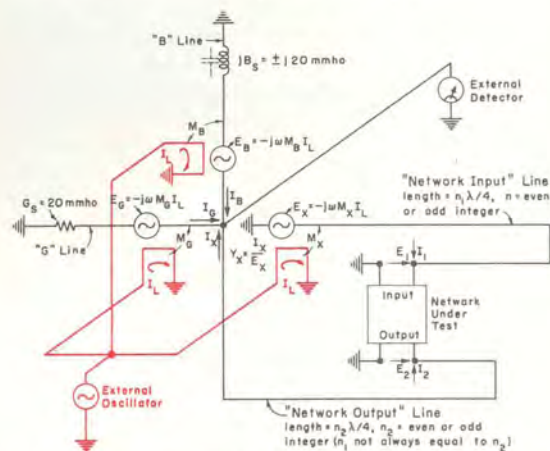 "B" Line
jB_S = ± j 20 mmho
External
Detector
M_B
I_L
E_B = -jωM_B I_L
"Network Input" Line
length = n_1 λ/4, n = even
or odd integer
G_S = 20 mmho
E_G = -jωM_G I_L
I_G
I_B
E_X = -jωM_X I_L
"G" Line
M_G
I_X
Y_X = I_X/E_X
M_X
I_L
I_L
E_1
I_1
Input
Output
Network
Under
Test
E_2
I_2
External
Oscillator
"Network Output" Line
length = n_2 λ/4, n_2 = even or odd
integer (n_1 not always equal to n_2)